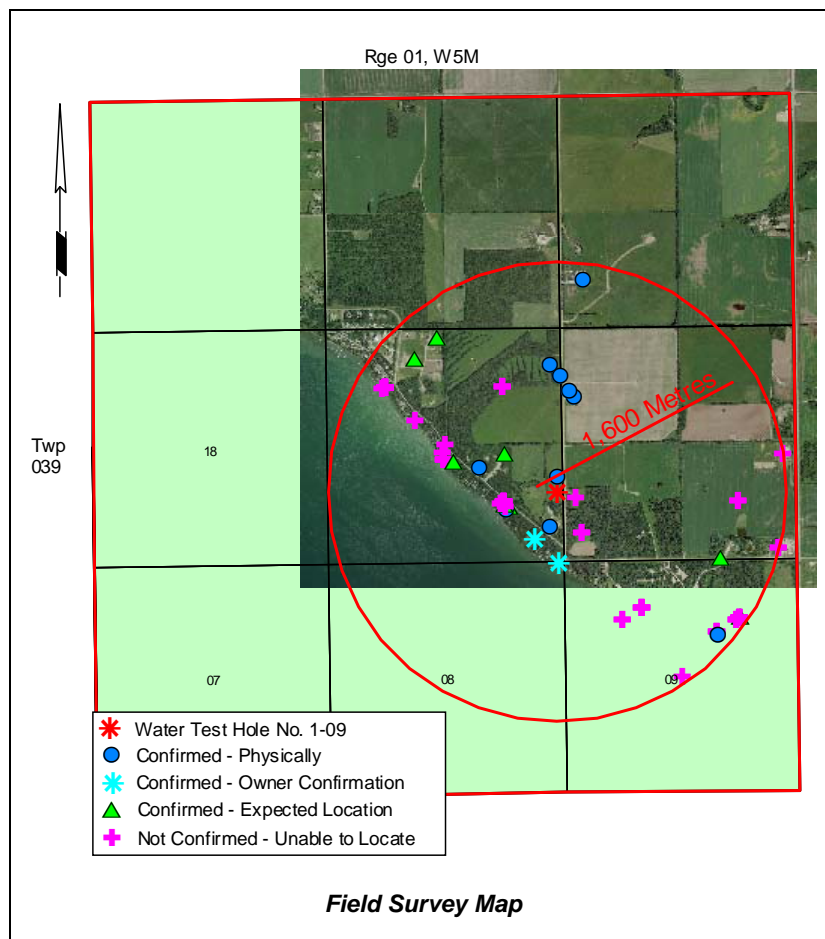 Rge 01, W5M
1,600 Metres
Twp
039
18
07
08
09
Water Test Hole No. 1-09
Confirmed - Physically
Confirmed - Owner Confirmation
Confirmed - Expected Location
Not Confirmed - Unable to Locate
Field Survey Map